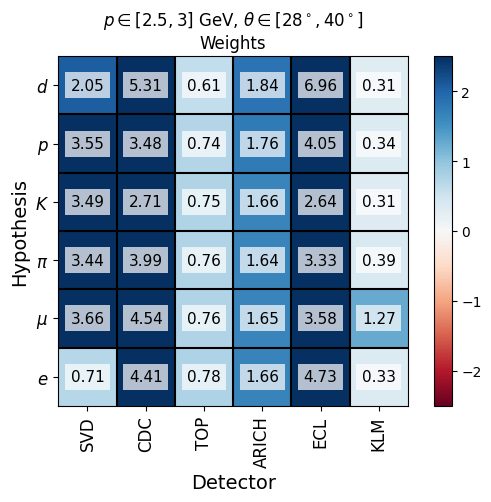 p ∈ [2.5, 3] GeV, θ ∈ [28°, 40°]
Weights
Hypothesis
d 2.05 5.31 0.61 1.84 6.96 0.31
p 3.55 3.48 0.74 1.76 4.05 0.34
K 3.49 2.71 0.75 1.66 2.64 0.31
π 3.44 3.99 0.76 1.64 3.33 0.39
μ 3.66 4.54 0.76 1.65 3.58 1.27
e 0.71 4.41 0.78 1.66 4.73 0.33
SVD CDC TOP ARICH ECL KLM
Detector
2
1
0
−1
−2